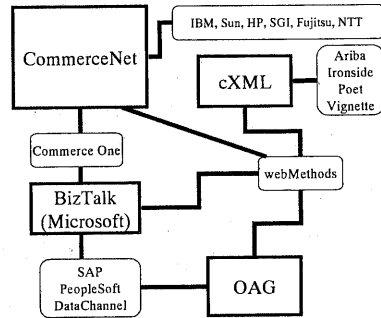 IBM, Sun, HP, SGI, Fujitsu, NTT
CommerceNet
cXML
Ariba
Ironside
Poet
Vignette
Commerce One
webMethods
BizTalk
(Microsoft)
SAP
PeopleSoft
DataChannel
OAG